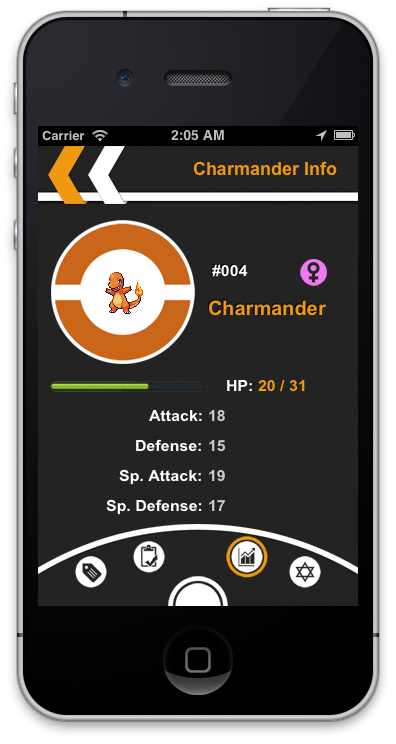 Carrier 2:05 AM
Charmander Info
#004
Charmander
HP: 20 / 31
Attack: 18
Defense: 15
Sp. Attack: 19
Sp. Defense: 17